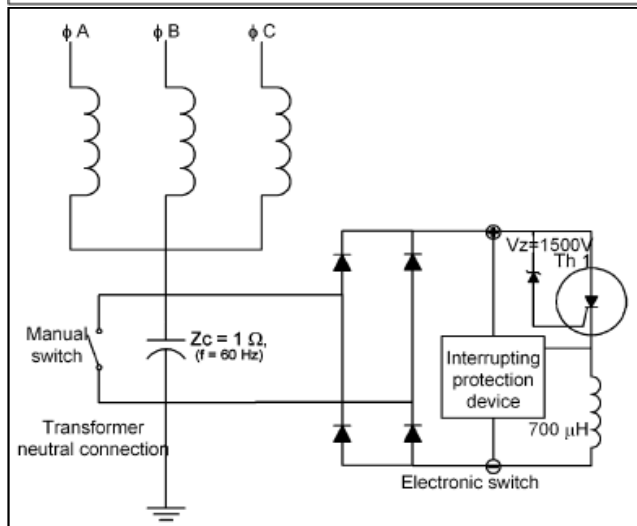 ϕ A
ϕ B
ϕ C
Vz=1500V
Th 1
Manual
switch
Zc = 1 Ω,
(f = 60 Hz)
Interrupting
protection
device
700 μH
Transformer
neutral connection
Electronic switch